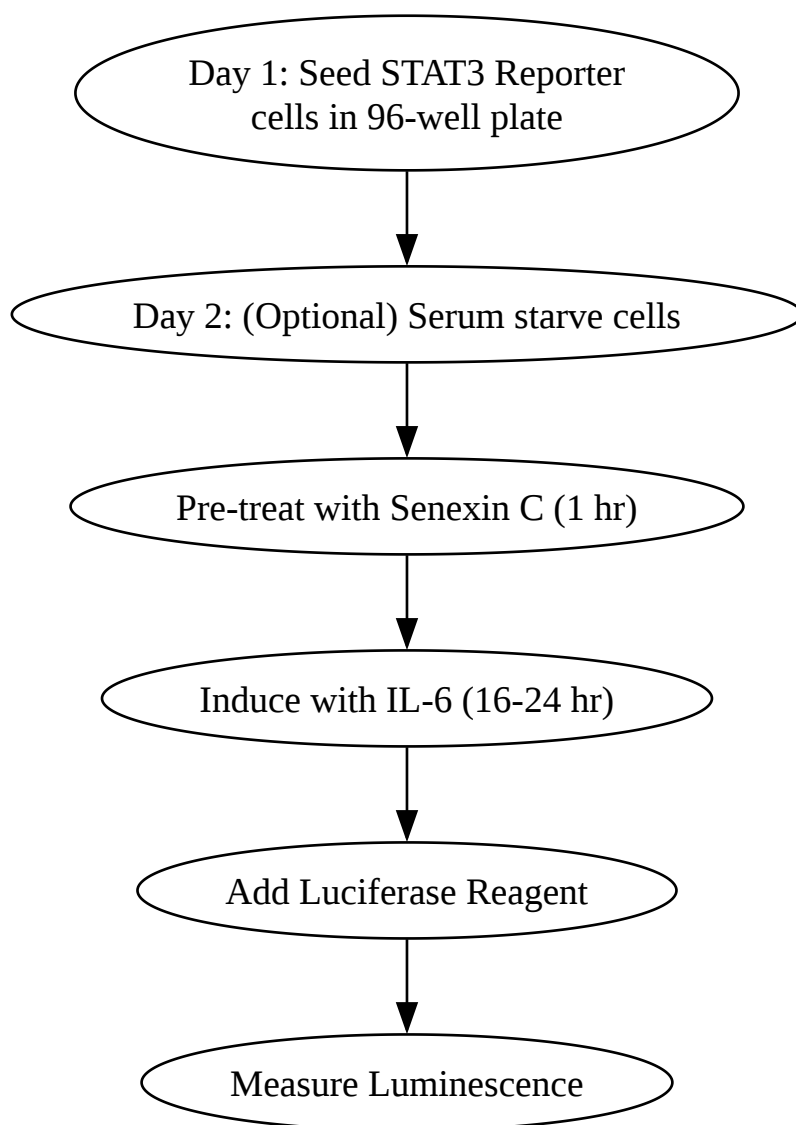 Day 1: Seed STAT3 Reporter
cells in 96-well plate
Day 2: (Optional) Serum starve cells
Pre-treat with Senexin C (1 hr)
Induce with IL-6 (16-24 hr)
Add Luciferase Reagent
Measure Luminescence